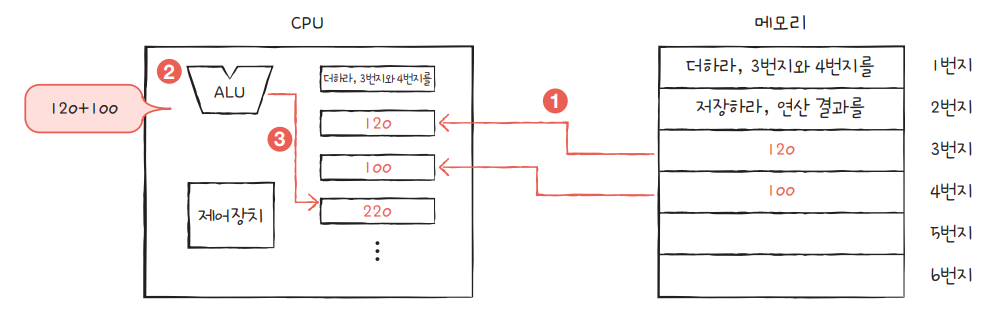 CPU
메모리
2
ALU
120+100
3
제어장치
더하라, 3번지와 4번지를
120
100
220
1
더하라, 3번지와 4번지를
1번지
저장하라, 연산 결과를
2번지
120
3번지
100
4번지
5번지
6번지